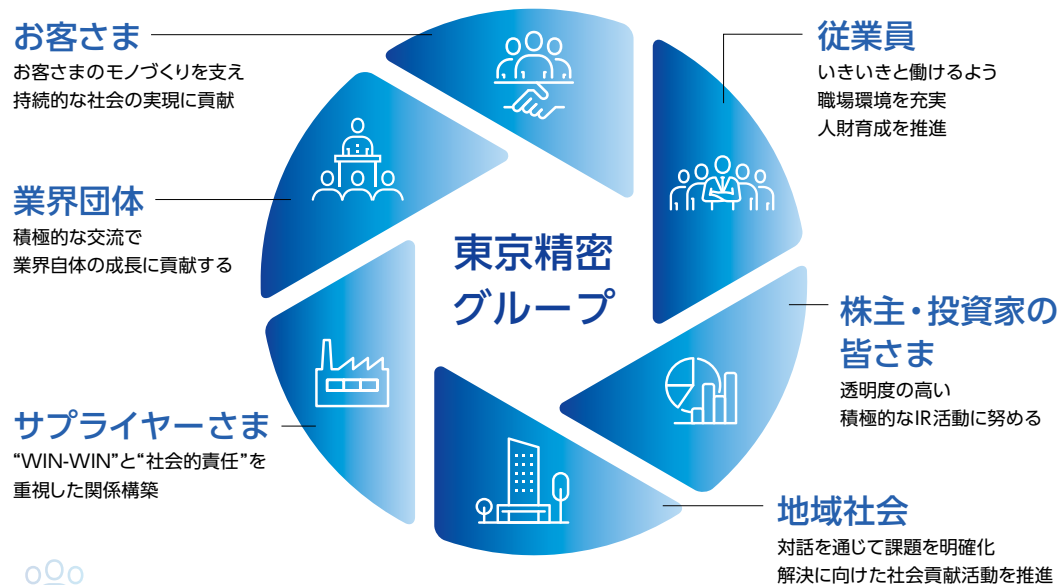 お客さま
お客さまのモノづくりを支え
持続的な社会の実現に貢献
従業員
いきいきと働けるよう
職場環境を充実
人財育成を推進
業界団体
積極的な交流で
業界自体の成長に貢献する
東京精密
グループ
株主・投資家の
皆さま
透明度の高い
積極的なIR活動に努める
サプライヤーさま
“WIN-WIN”と“社会的責任”を
重視した関係構築
地域社会
対話を通じて課題を明確化
解決に向けた社会貢献活動を推進